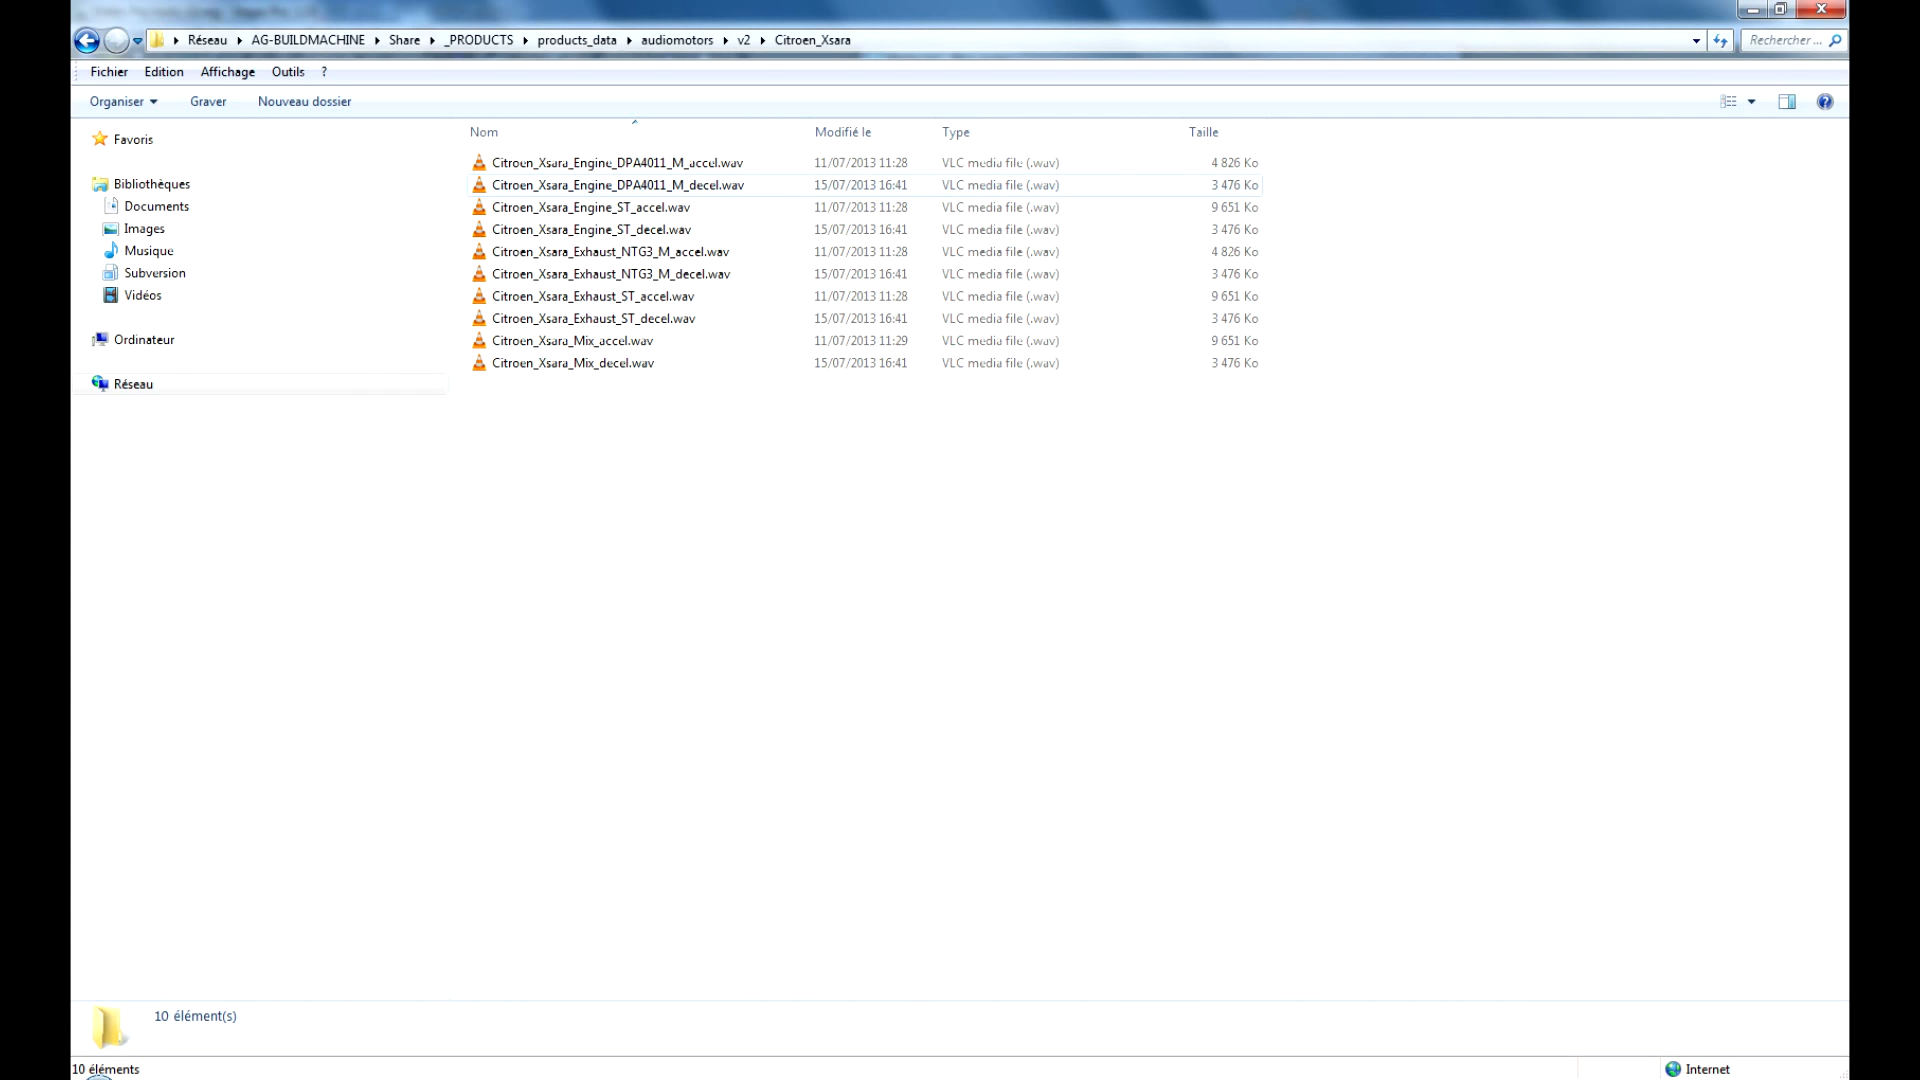 Réseau AG-BUILDMACHINE Share _PRODUCTS products_data audiomotors v2 Citroen_Xsara Rechercher ...
Fichier Edition Affichage Outils ?
Organiser Graver Nouveau dossier
Favoris
Bibliothèques
Documents
Images
Musique
Subversion
Vidéos
Ordinateur
Réseau
Nom Modifié le Type Taille
Citroen_Xsara_Engine_DPA4011_M_accel.wav 11/07/2013 11:28 VLC media file (.wav) 4 826 Ko
Citroen_Xsara_Engine_DPA4011_M_decel.wav 15/07/2013 16:41 VLC media file (.wav) 3 476 Ko
Citroen_Xsara_Engine_ST_accel.wav 11/07/2013 11:28 VLC media file (.wav) 9 651 Ko
Citroen_Xsara_Engine_ST_decel.wav 15/07/2013 16:41 VLC media file (.wav) 3 476 Ko
Citroen_Xsara_Exhaust_NTG3_M_accel.wav 11/07/2013 11:28 VLC media file (.wav) 4 826 Ko
Citroen_Xsara_Exhaust_NTG3_M_decel.wav 15/07/2013 16:41 VLC media file (.wav) 3 476 Ko
Citroen_Xsara_Exhaust_ST_accel.wav 11/07/2013 11:28 VLC media file (.wav) 9 651 Ko
Citroen_Xsara_Exhaust_ST_decel.wav 15/07/2013 16:41 VLC media file (.wav) 3 476 Ko
Citroen_Xsara_Mix_accel.wav 11/07/2013 11:29 VLC media file (.wav) 9 651 Ko
Citroen_Xsara_Mix_decel.wav 15/07/2013 16:41 VLC media file (.wav) 3 476 Ko
10 élément(s)
10 éléments Internet